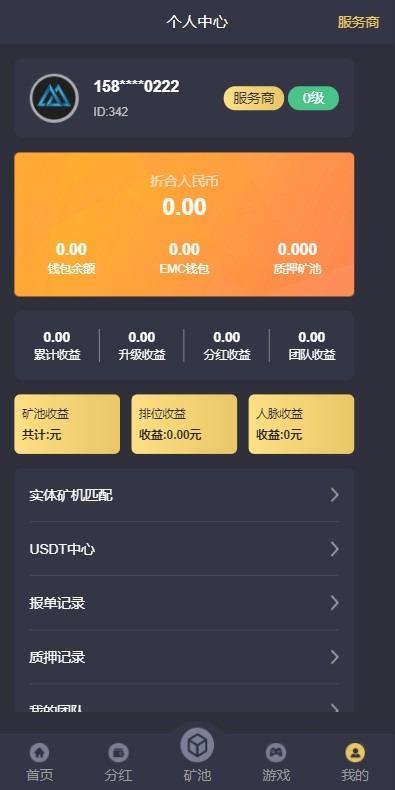 个人中心
服务商
158****0222
ID:342
服务商
0级
折合人民币
0.00
0.00
0.00
0.000
钱包余额
EMC钱包
质押矿池
0.00
0.00
0.00
0.00
累计收益
升级收益
分红收益
团队收益
矿池收益
排位收益
人脉收益
共计:元
收益:0.00元
收益:0元
实体矿机匹配
USDT中心
报单记录
质押记录
我的团队
首页
分红
矿池
游戏
我的